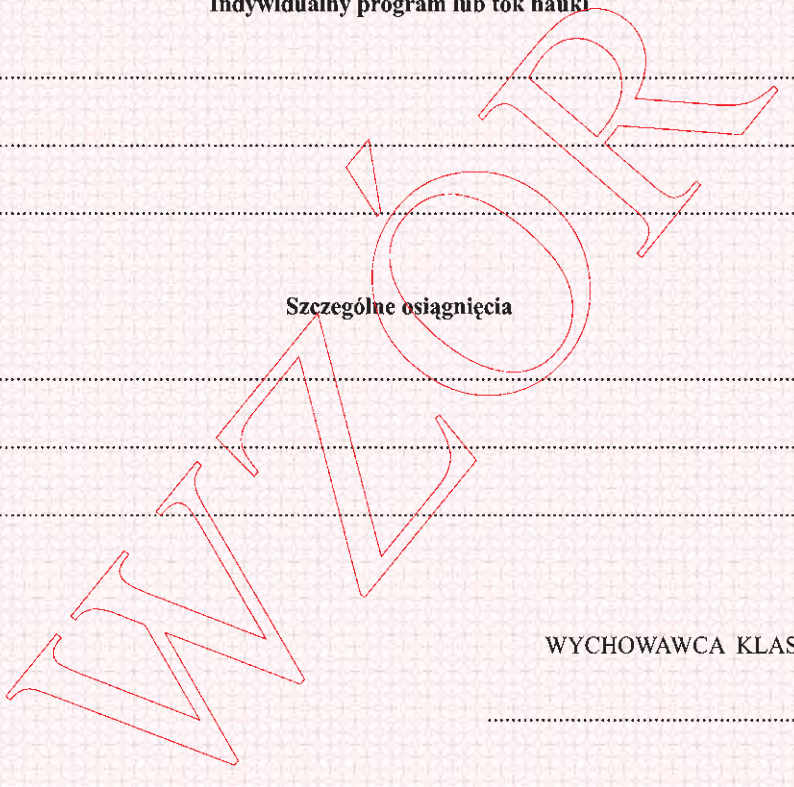 Indywidualny program lub tok nauki
Szczególne osiągnięcia
WZÓR
WYCHOWAWCA KLAS